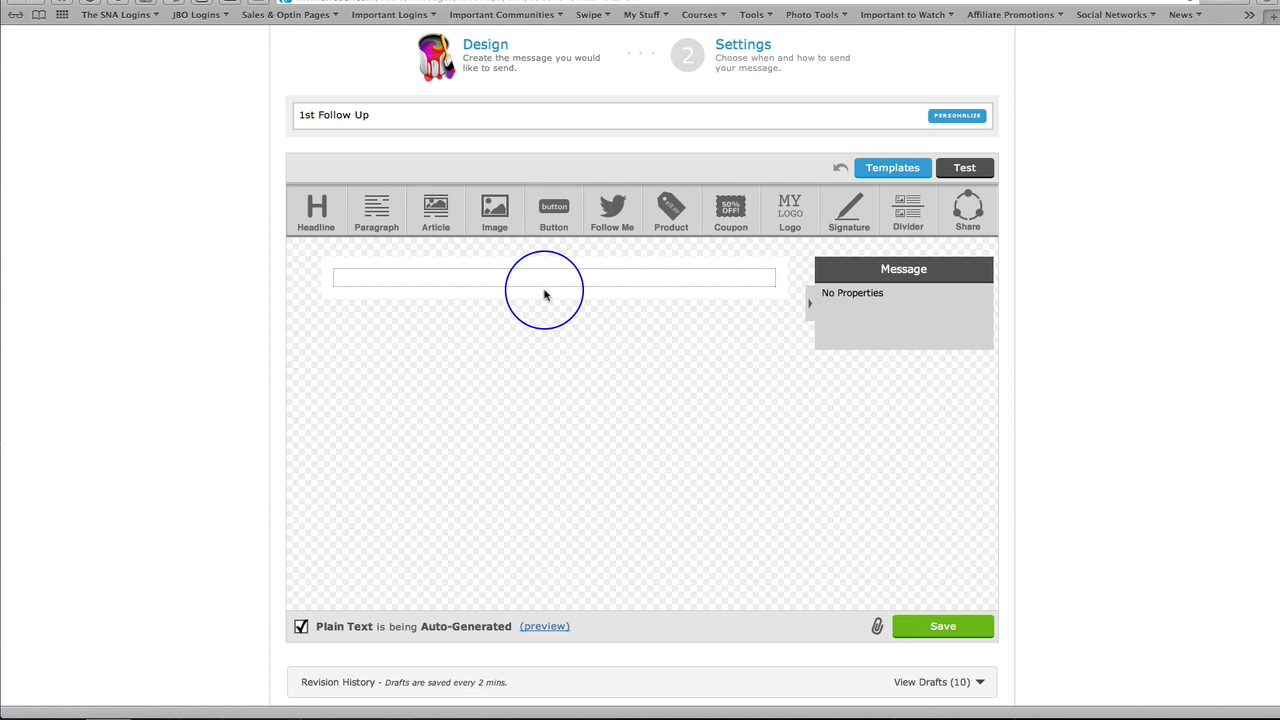 The SNA Logins JBO Logins Sales & Optin Pages Important Logins Important Communities Swipe My Stuff Courses Tools Photo Tools Important to Watch Affiliate Promotions Social Networks News
Design
Create the message you would
like to send.
2
Settings
Choose when and how to send
your message.
1st Follow Up
PERSONALIZE
Templates
Test
H
button
50%
OFF!
MY
LOGO
Headline Paragraph Article Image Button Follow Me Product Coupon Logo Signature Divider Share
Message
No Properties
Plain Text is being Auto-Generated (preview)
Save
Revision History - Drafts are saved every 2 mins.
View Drafts (10)